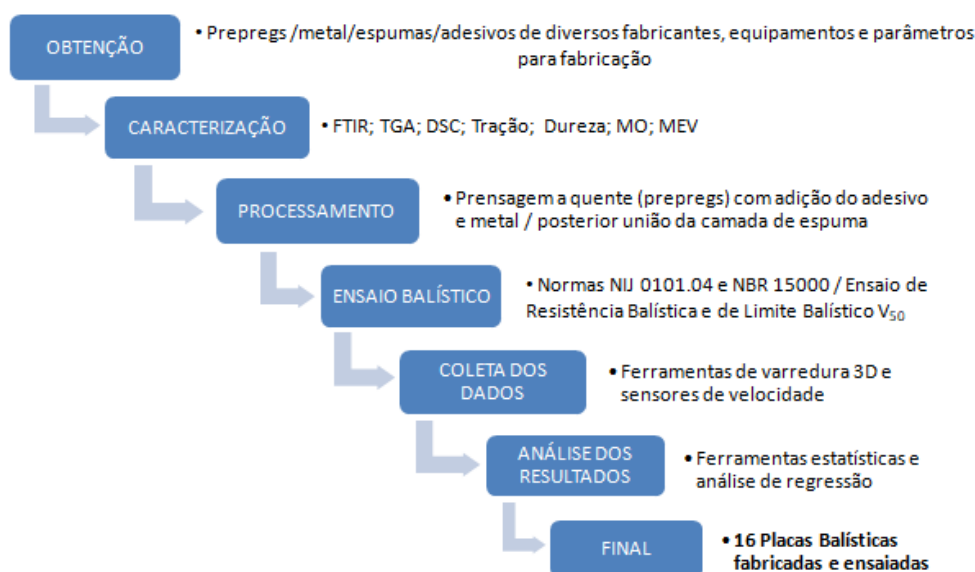 OBTENÇÃO
• Prepregs /metal/espumas/adesivos de diversos fabricantes, equipamentos e parâmetros
para fabricação
CARACTERIZAÇÃO
• FTIR; TGA; DSC; Tração; Dureza; MO; MEV
PROCESSAMENTO
• Prensagem a quente (prepregs) com adição do adesivo
e metal / posterior união da camada de espuma
ENSAIO BALÍSTICO
• Normas NIJ 0101.04 e NBR 15000 / Ensaio de
Resistência Balística e de Limite Balístico V₅₀
COLETA DOS
DADOS
• Ferramentas de varredura 3D e
sensores de velocidade
ANÁLISE DOS
RESULTADOS
• Ferramentas estatísticas e
análise de regressão
FINAL
• 16 Placas Balísticas
fabricadas e ensaiadas